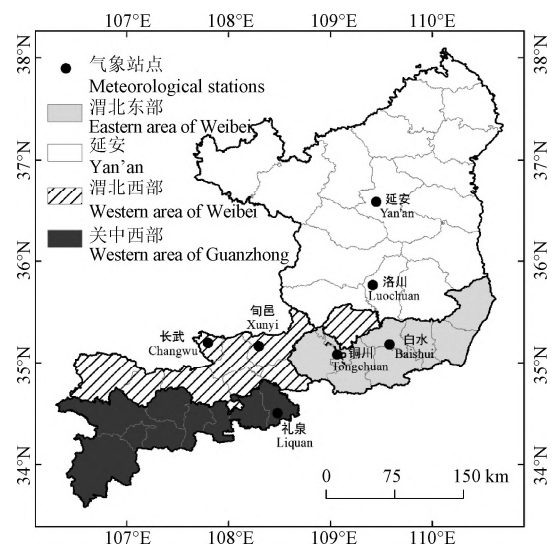 107°E 108°E 109°E 110°E
38°N
37°N
36°N
35°N
34°N
38°N
37°N
36°N
35°N
34°N
气象站点
Meteorological stations
渭北东部
Eastern area of Weibei
延安
Yan'an
渭北西部
Western area of Weibei
关中西部
Western area of Guanzhong
延安
Yan'an
洛川
Luochuan
旬邑
Xunyi
长武
Changwu
铜川
Tongchuan
白水
Baishui
礼泉
Liquan
0 75 150 km
107°E 108°E 109°E 110°E